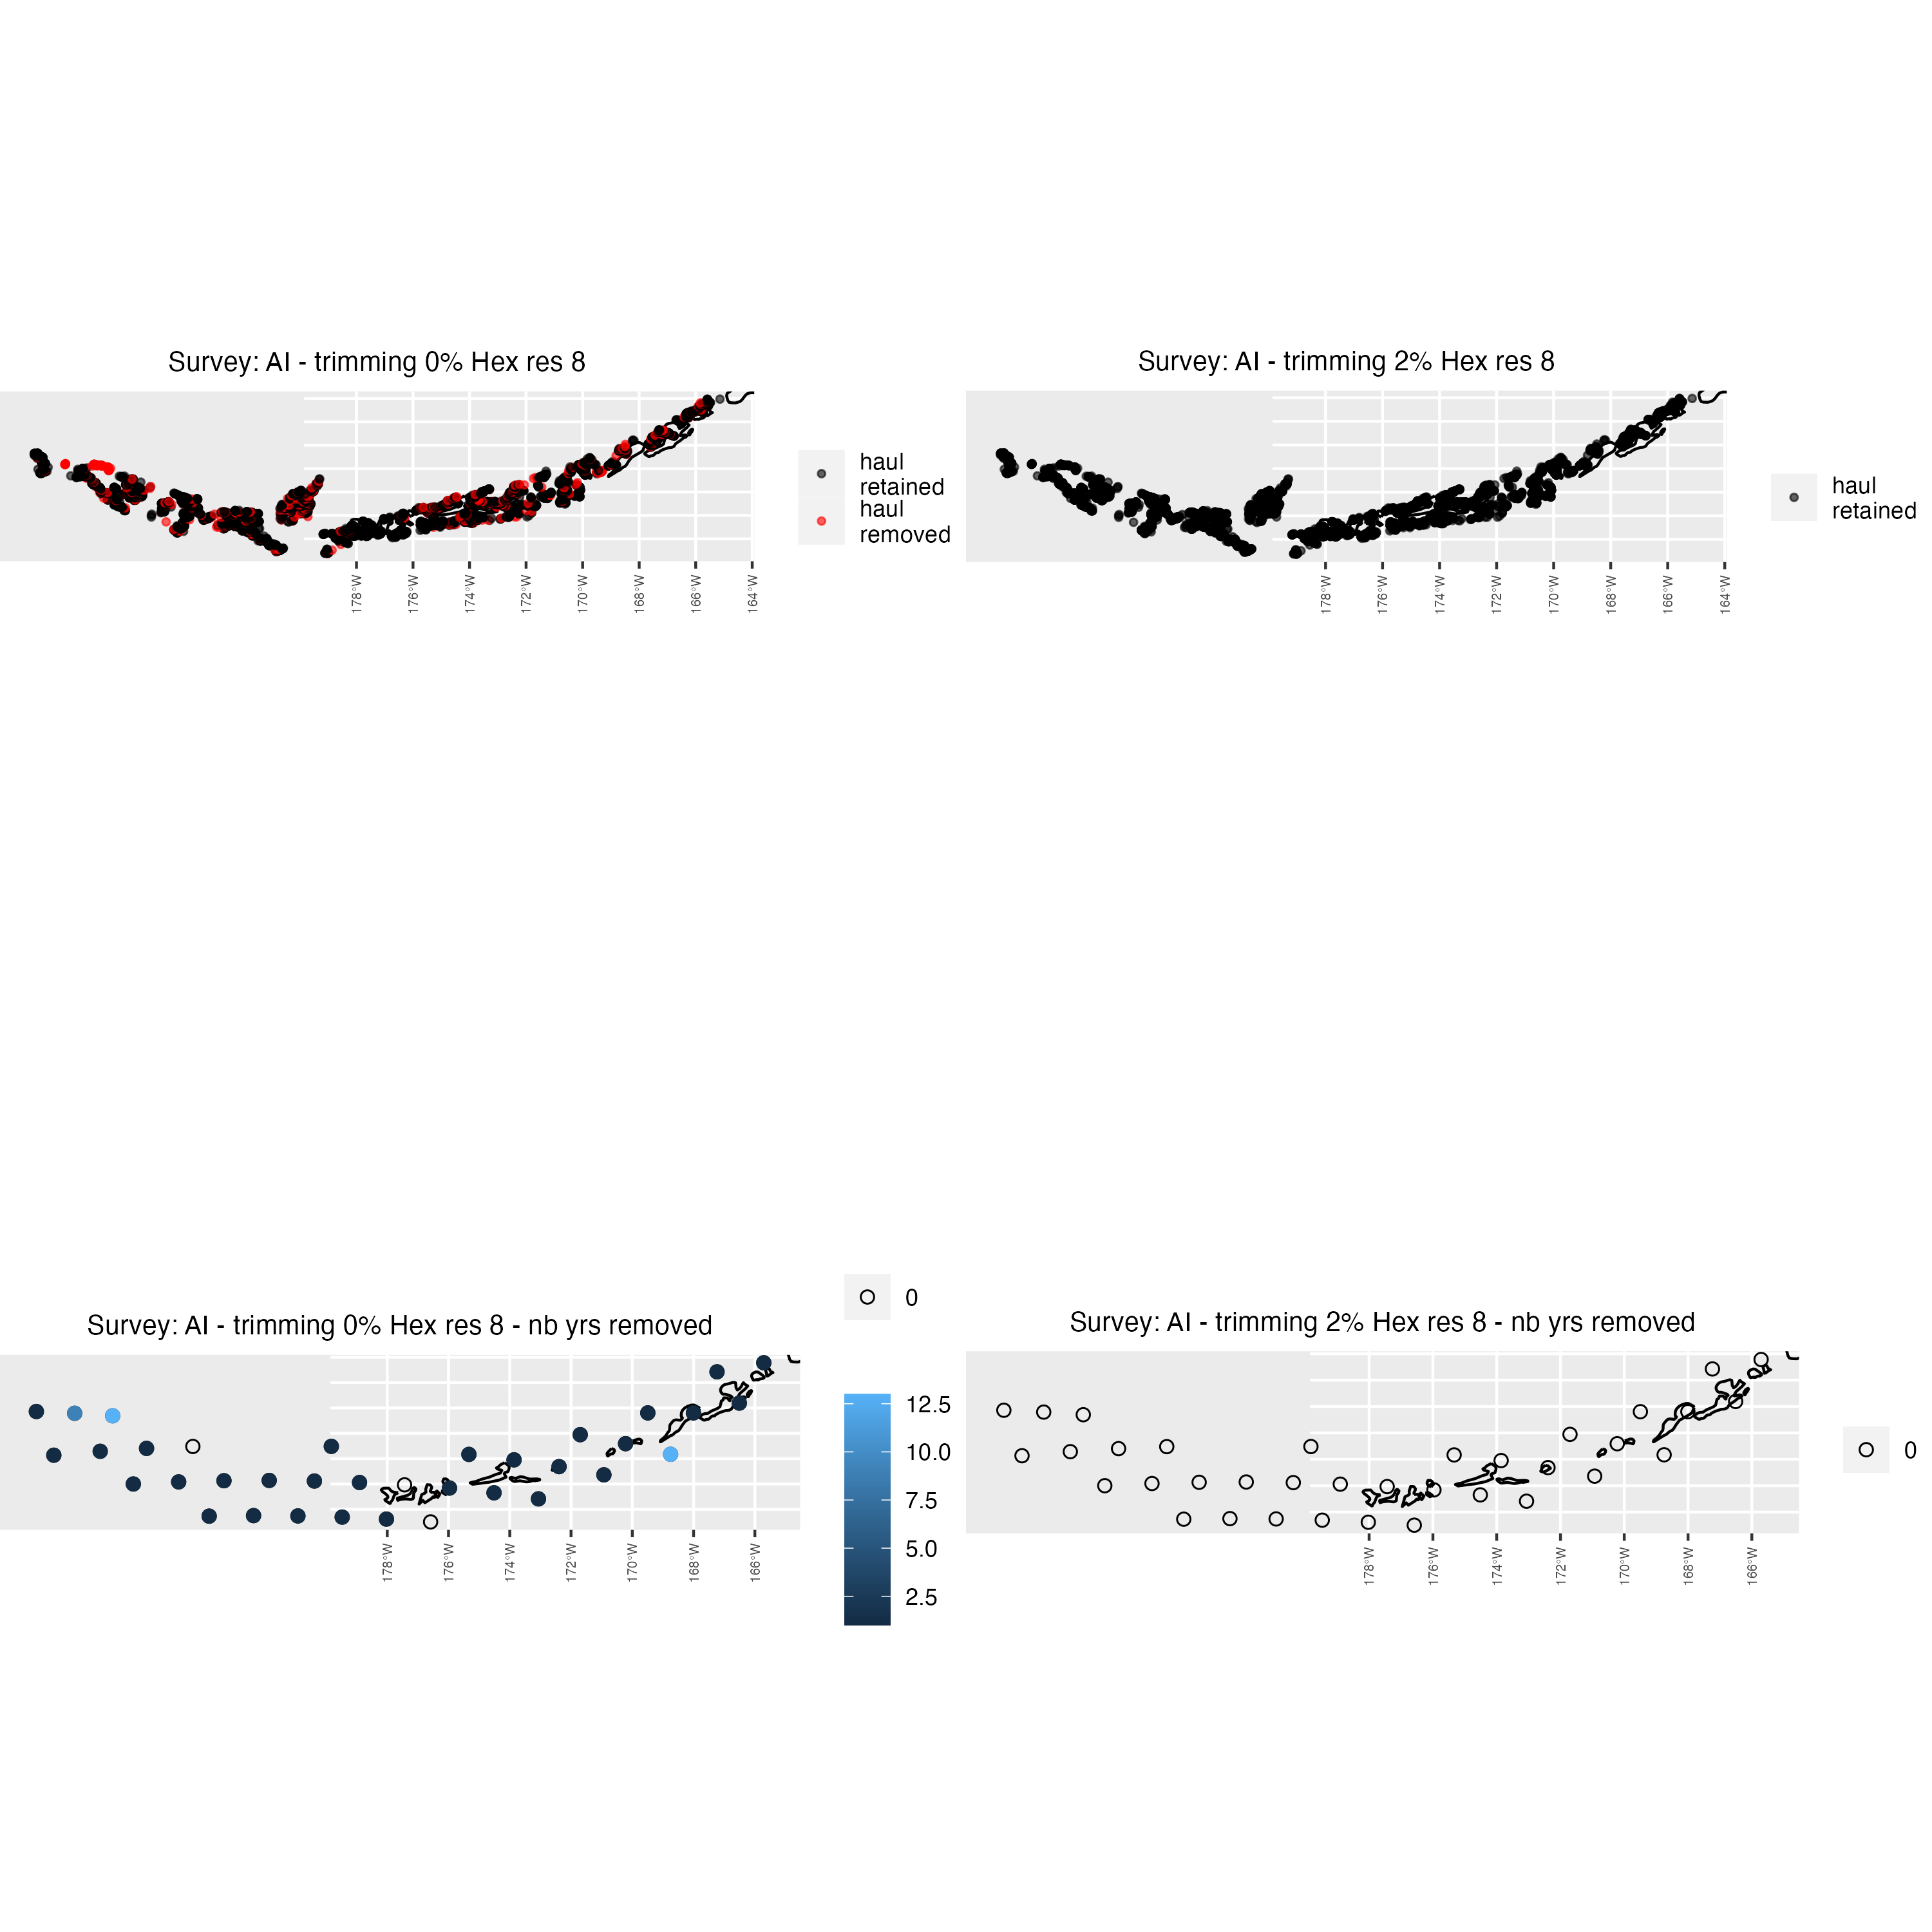 Survey: AI - trimming 0% Hex res 8
haul
retained
haul
removed
178°W
176°W
174°W
172°W
170°W
168°W
166°W
164°W
Survey: AI - trimming 2% Hex res 8
haul
retained
178°W
176°W
174°W
172°W
170°W
168°W
166°W
164°W
Survey: AI - trimming 0% Hex res 8 - nb yrs removed
0
12.5
10.0
7.5
5.0
2.5
178°W
176°W
174°W
172°W
170°W
168°W
166°W
Survey: AI - trimming 2% Hex res 8 - nb yrs removed
0
178°W
176°W
174°W
172°W
170°W
168°W
166°W